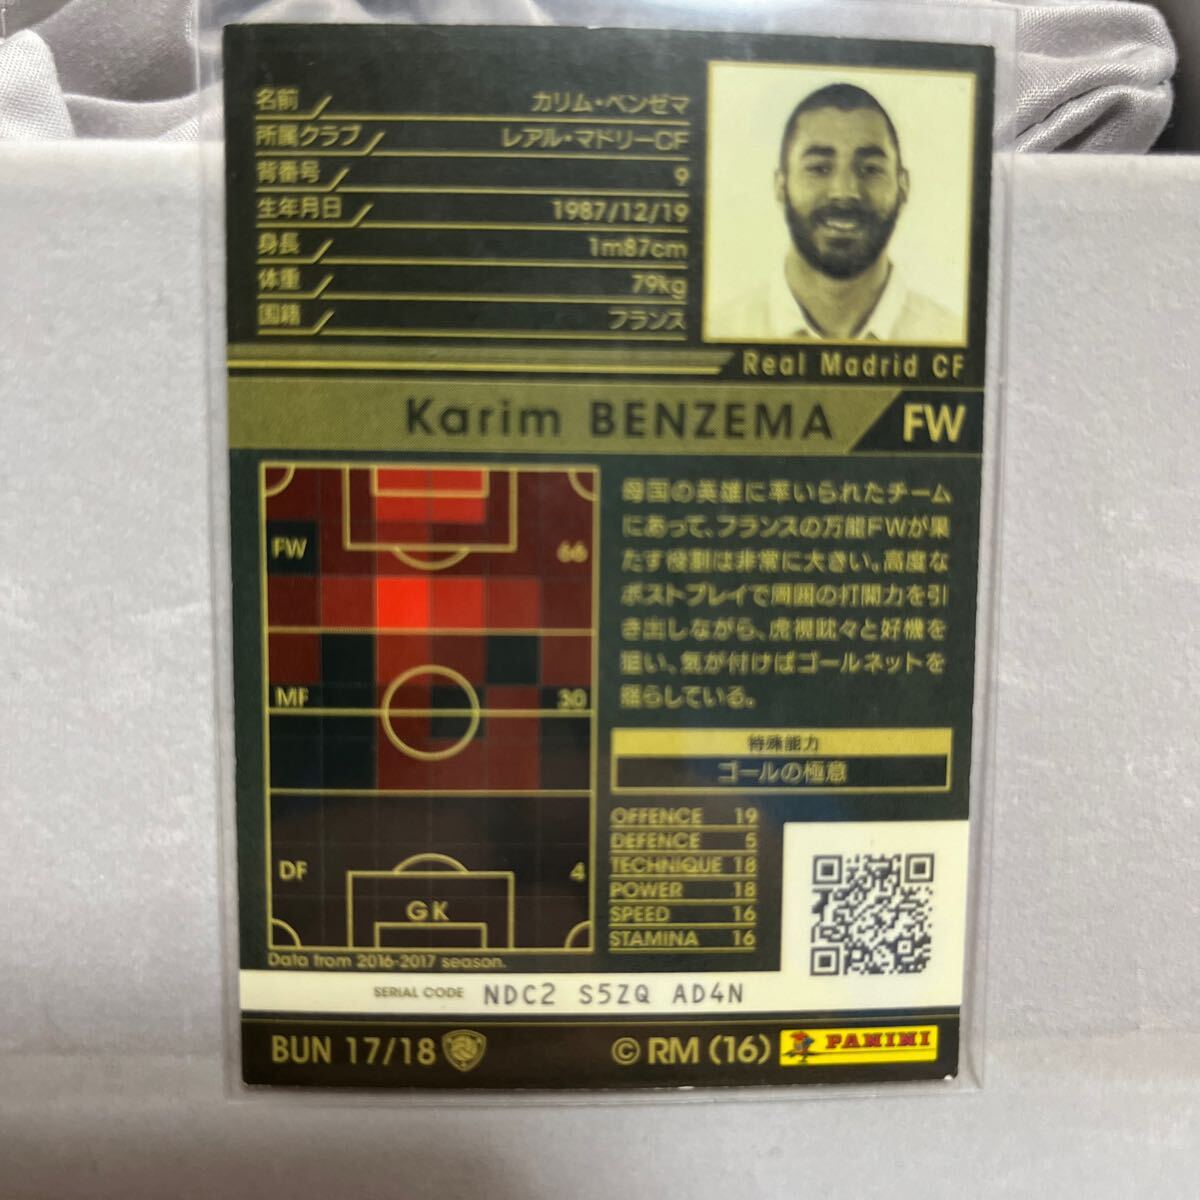 名前 カリム・ベンゼマ
所属クラブ レアル・マドリーCF
背番号 9
生年月日 1987/12/19
身長 1m87cm
体重 79kg
国籍 フランス
Real Madrid CF
Karim BENZEMA FW
FW 66
MF 30
DF 4
GK
Data from 2016-2017 season.
母国の英雄に率いられたチーム
にあって、フランスの万能FWが果
たす役割は非常に大きい。高度な
ポストプレイで周囲の打開力を引
き出しながら、虎視眈々と好機を
狙い、気が付けばゴールネットを
揺らしている。
特殊能力
ゴールの極意
OFFENCE 19
DEFENCE 5
TECHNIQUE 18
POWER 18
SPEED 16
STAMINA 16
SERIAL CODE NDC2 S5ZQ AD4N
BUN 17/18 © RM (16) PANINI